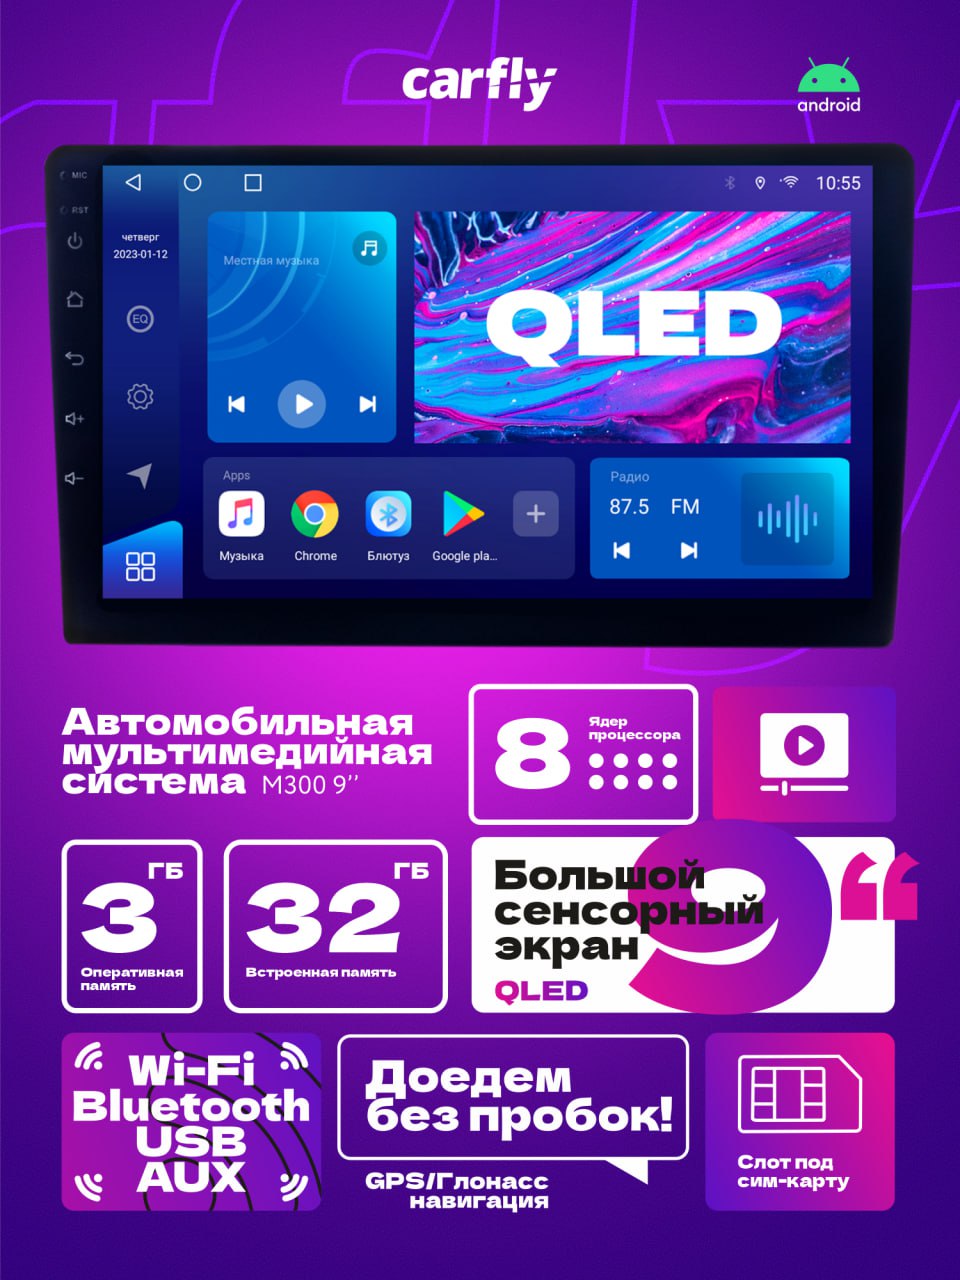 carfly
android
MIC
RST
10:55
четверг
2023-01-12
EQ
Местная музыка
QLED
Apps
Музыка
Chrome
Блютуз
Google pla...
Радио
87.5 FM
Автомобильная
мультимедийная
система M300 9’’
8
Ядер
процессора
3 ГБ
Оперативная
память
32 ГБ
Встроенная память
Большой
сенсорный
экран
QLED
9“
Wi-Fi
Bluetooth
USB
AUX
Доедем
без пробок!
GPS/Глонасс
навигация
Слот под
сим-карту